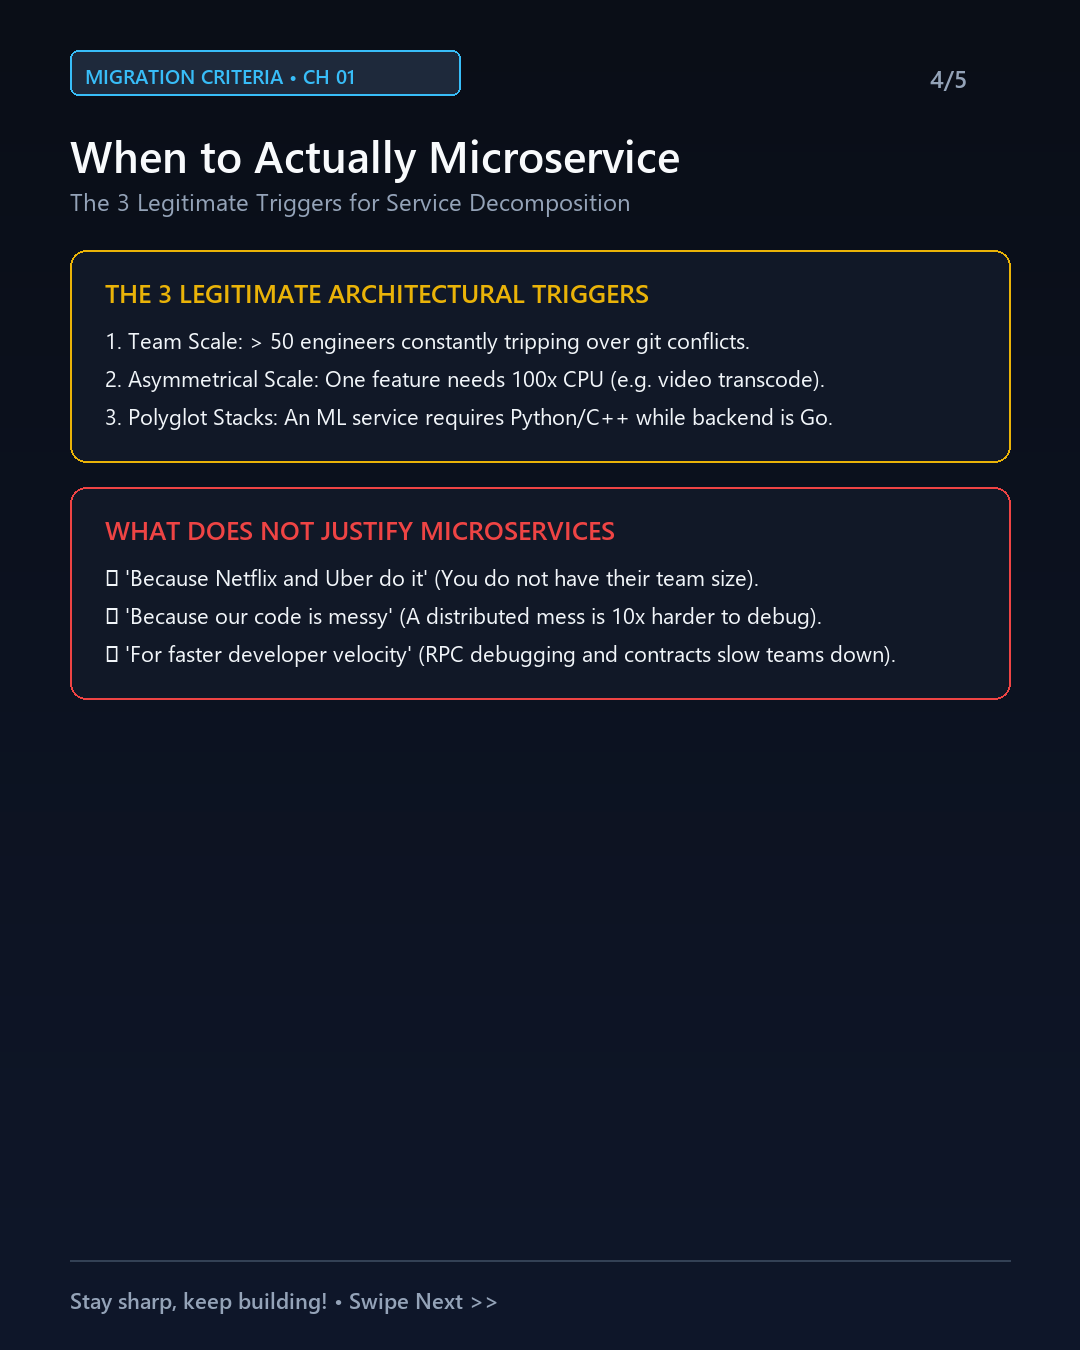 MIGRATION CRITERIA • CH 01
4/5
When to Actually Microservice
The 3 Legitimate Triggers for Service Decomposition
THE 3 LEGITIMATE ARCHITECTURAL TRIGGERS
1. Team Scale: > 50 engineers constantly tripping over git conflicts.
2. Asymmetrical Scale: One feature needs 100x CPU (e.g. video transcode).
3. Polyglot Stacks: An ML service requires Python/C++ while backend is Go.
WHAT DOES NOT JUSTIFY MICROSERVICES
'Because Netflix and Uber do it' (You do not have their team size).
'Because our code is messy' (A distributed mess is 10x harder to debug).
'For faster developer velocity' (RPC debugging and contracts slow teams down).
Stay sharp, keep building! • Swipe Next >>